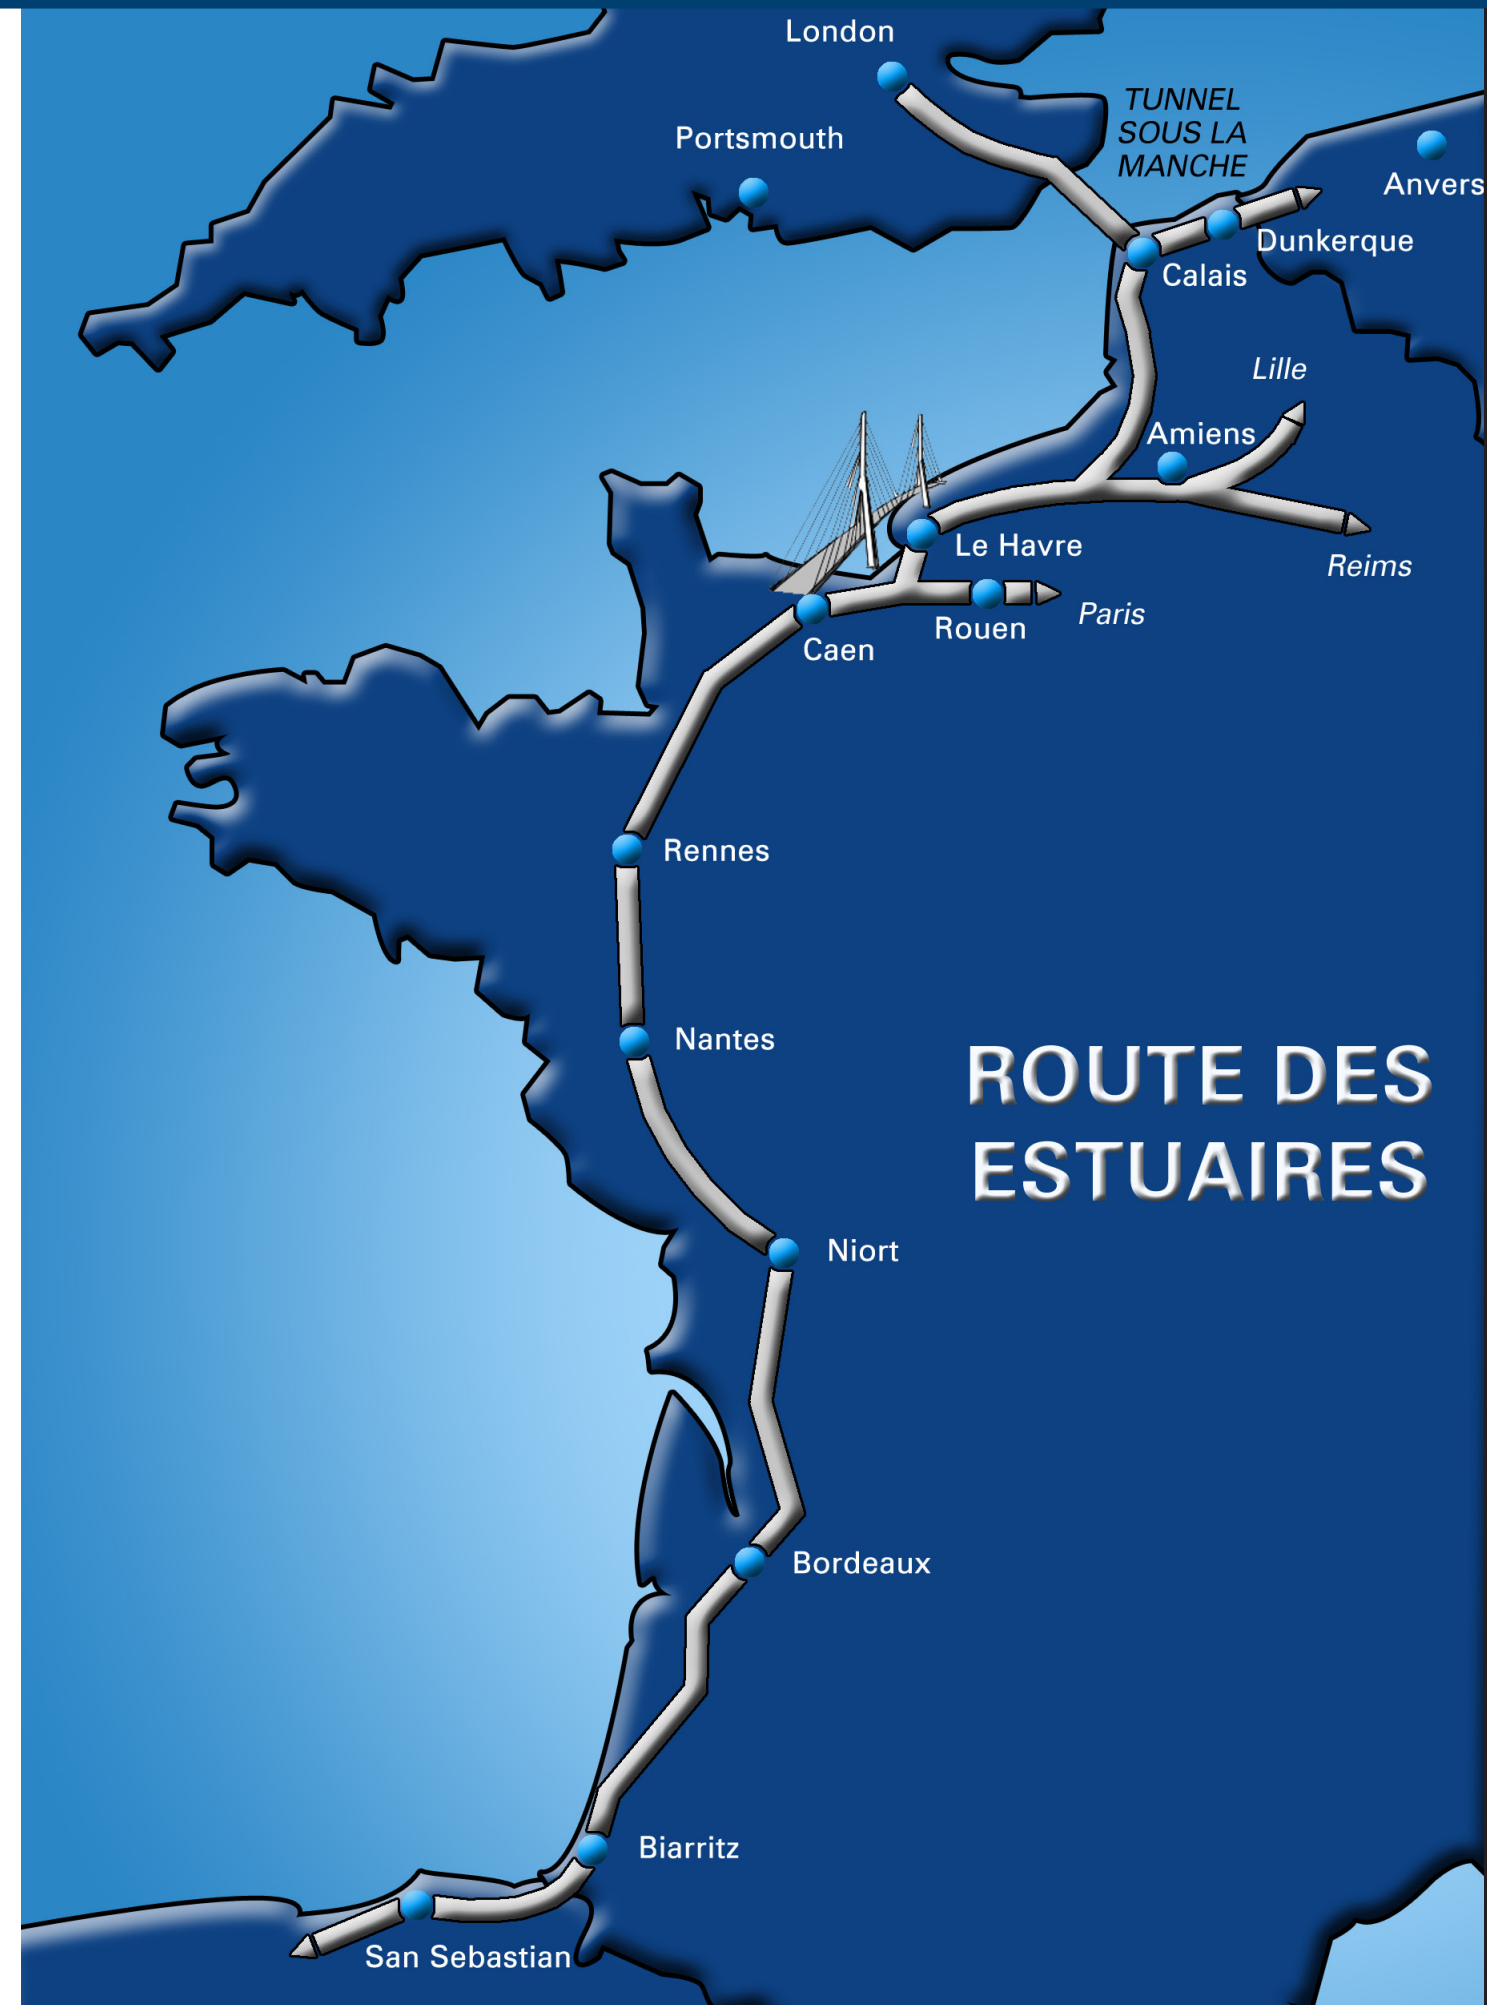 London
TUNNEL
SOUS LA
MANCHE
Portsmouth
Anvers
Dunkerque
Calais
Lille
Amiens
Le Havre
Reims
Paris
Rouen
Caen
Rennes
Nantes
ROUTE DES
ESTUAIRES
Niort
Bordeaux
Biarritz
San Sebastian